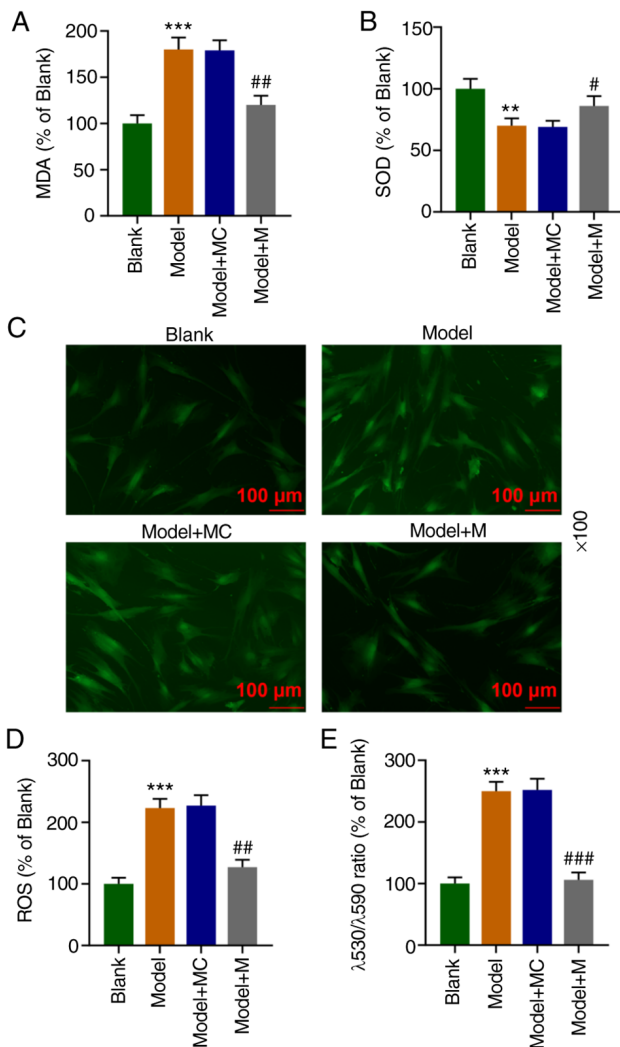 A
MDA (% of Blank)
200
150
100
50
0
***
##
Blank
Model
Model+MC
Model+M
B
SOD (% of Blank)
150
100
50
0
**
#
Blank
Model
Model+MC
Model+M
C
Blank
Model
100 µm
100 µm
Model+MC
Model+M
100 µm
100 µm
×100
D
ROS (% of Blank)
300
200
100
0
***
##
Blank
Model
Model+MC
Model+M
E
λ530/λ590 ratio (% of Blank)
300
200
100
0
***
###
Blank
Model
Model+MC
Model+M